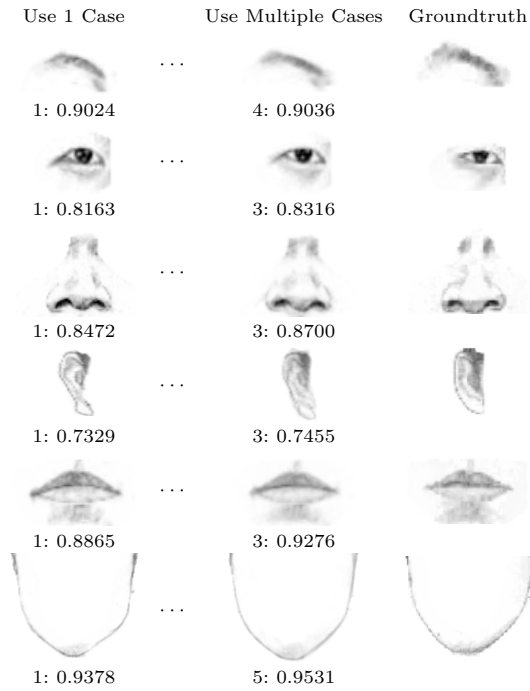 Use 1 Case Use Multiple Cases Groundtruth
...
1: 0.9024 4: 0.9036
...
1: 0.8163 3: 0.8316
...
1: 0.8472 3: 0.8700
...
1: 0.7329 3: 0.7455
...
1: 0.8865 3: 0.9276
...
1: 0.9378 5: 0.9531